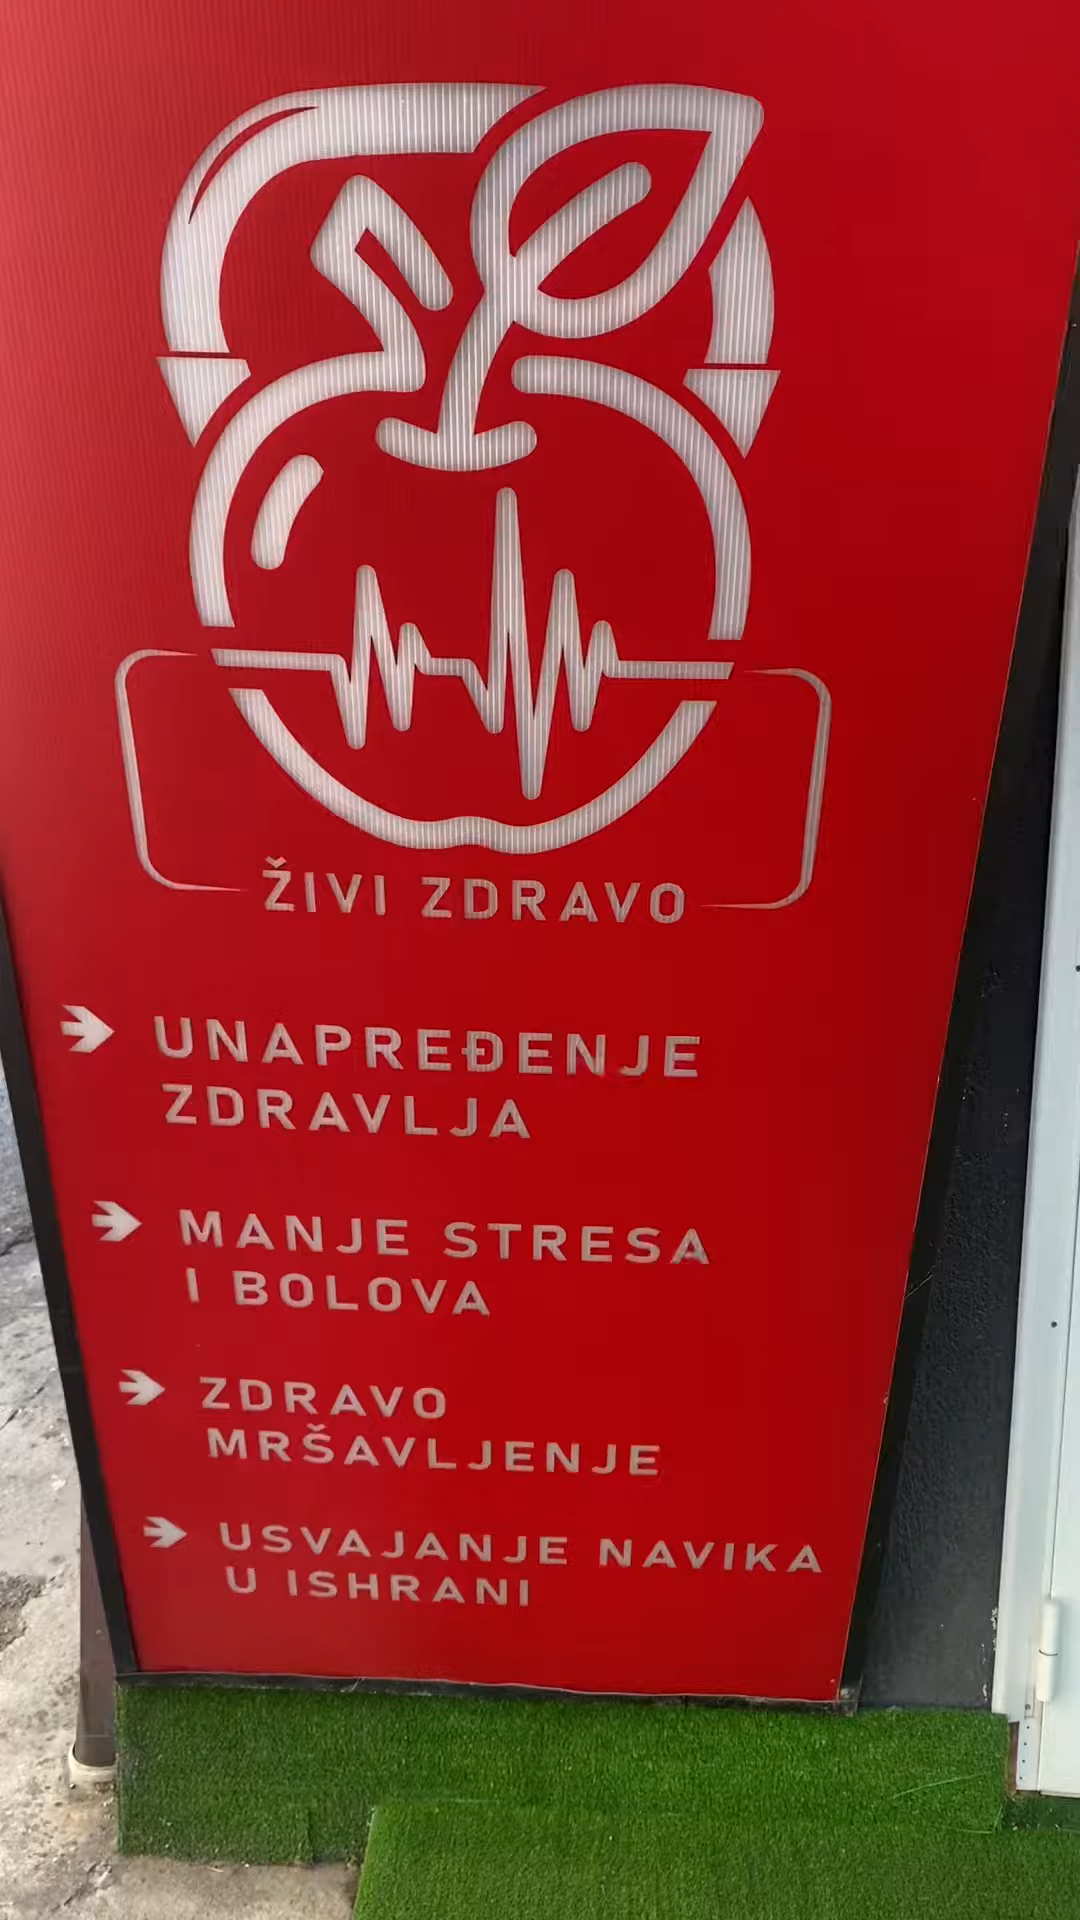 ŽIVI ZDRAVO
UNAPREĐENJE
ZDRAVLJA
MANJE STRESA
I BOLOVA
ZDRAVO
MRŠAVLJENJE
USVAJANJE NAVIKA
U ISHRANI